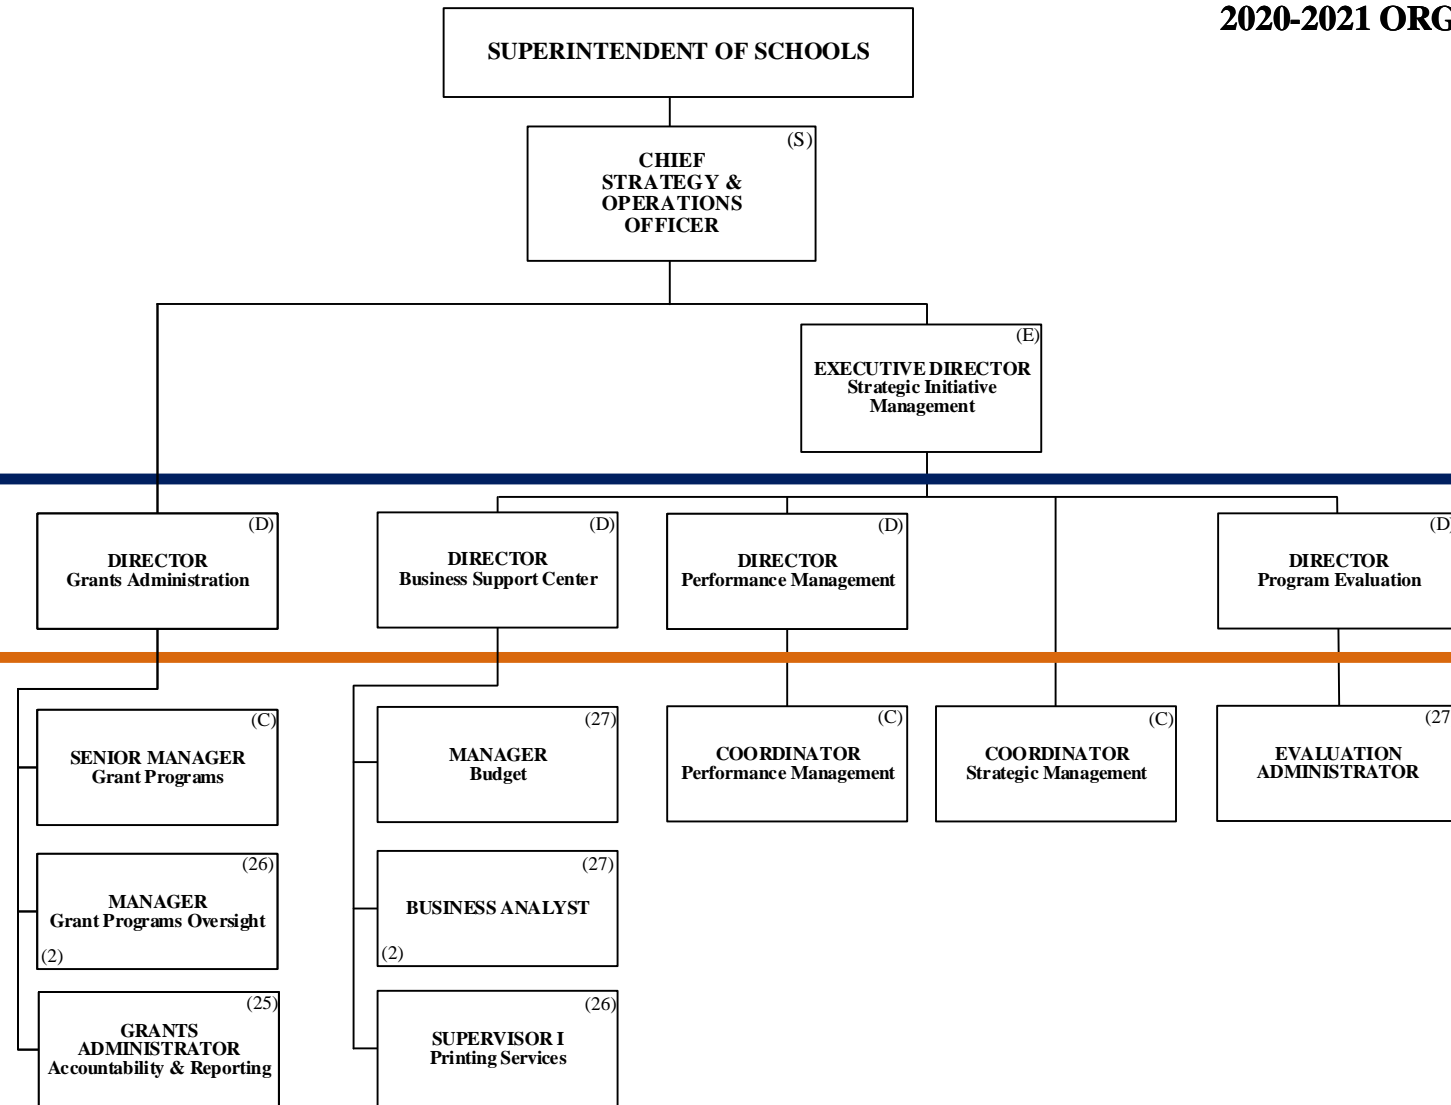 2020-2021 ORG
SUPERINTENDENT OF SCHOOLS
(S)
CHIEF
STRATEGY &
OPERATIONS
OFFICER
(E)
EXECUTIVE DIRECTOR
Strategic Initiative
Management
(D)
DIRECTOR
Grants Administration
(D)
DIRECTOR
Business Support Center
(D)
DIRECTOR
Performance Management
(D)
DIRECTOR
Program Evaluation
(C)
SENIOR MANAGER
Grant Programs
(27)
MANAGER
Budget
(C)
COORDINATOR
Performance Management
(C)
COORDINATOR
Strategic Management
(27
EVALUATION
ADMINISTRATOR
(26)
MANAGER
Grant Programs Oversight
(2)
(27)
BUSINESS ANALYST
(2)
(25)
GRANTS
ADMINISTRATOR
Accountability & Reporting
(26)
SUPERVISOR I
Printing Services